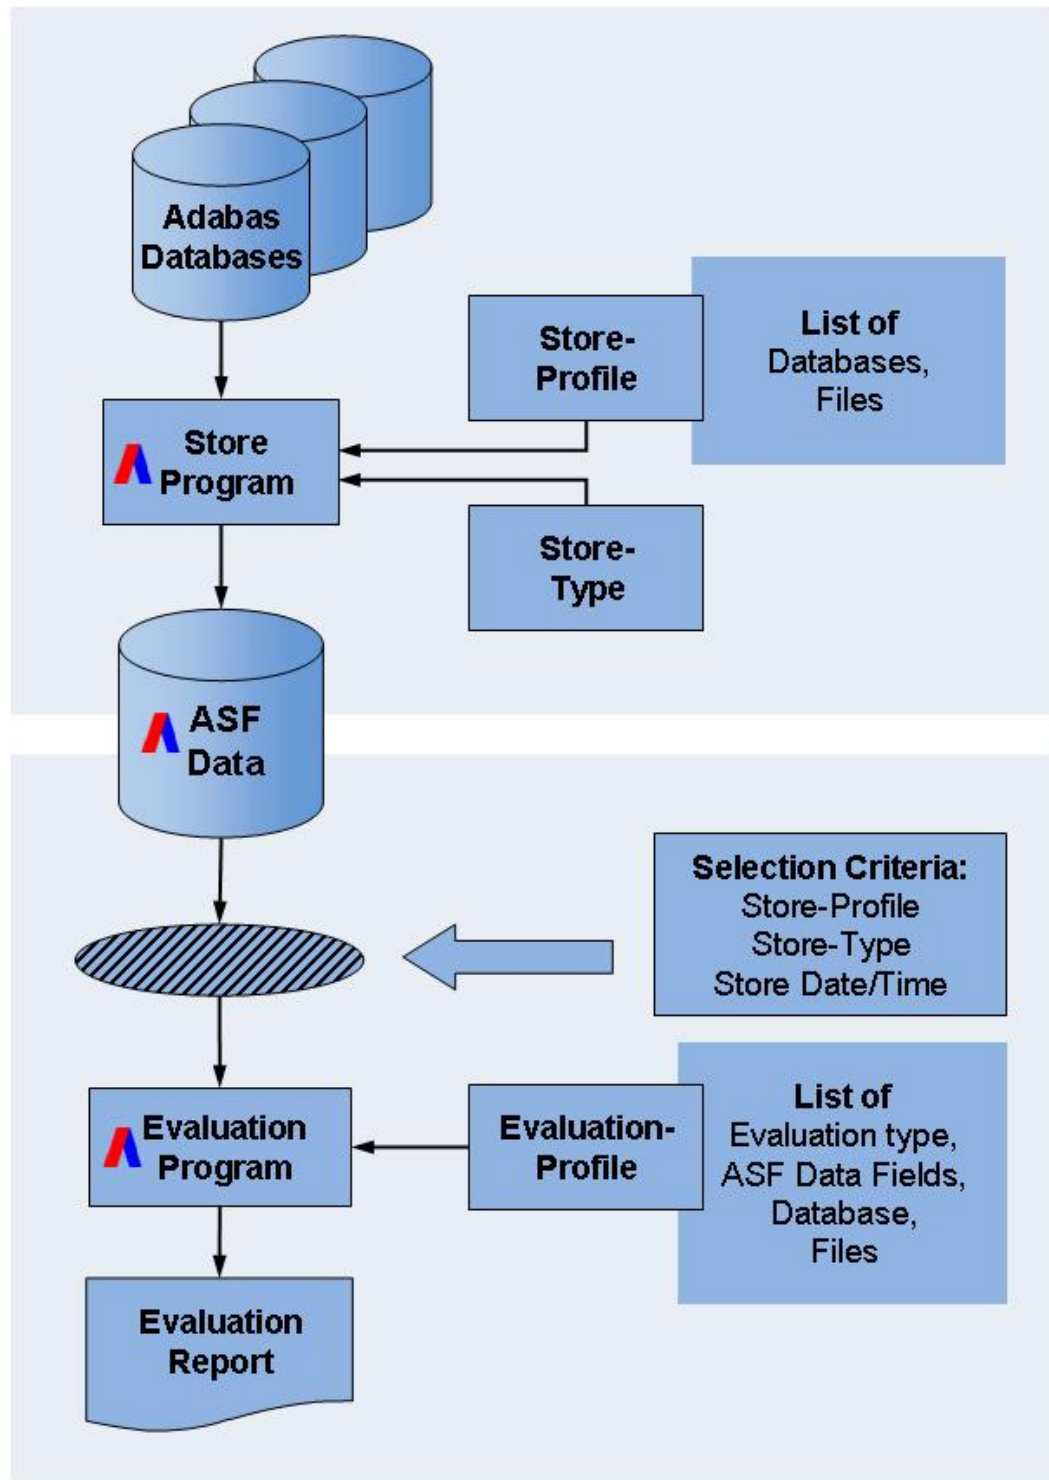 Adabas
Databases
Store-
Profile
List of
Databases,
Files
Store
Program
Store-
Type
ASF
Data
Selection Criteria:
Store-Profile
Store-Type
Store Date/Time
Evaluation
Program
Evaluation-
Profile
List of
Evaluation type,
ASF Data Fields,
Database,
Files
Evaluation
Report